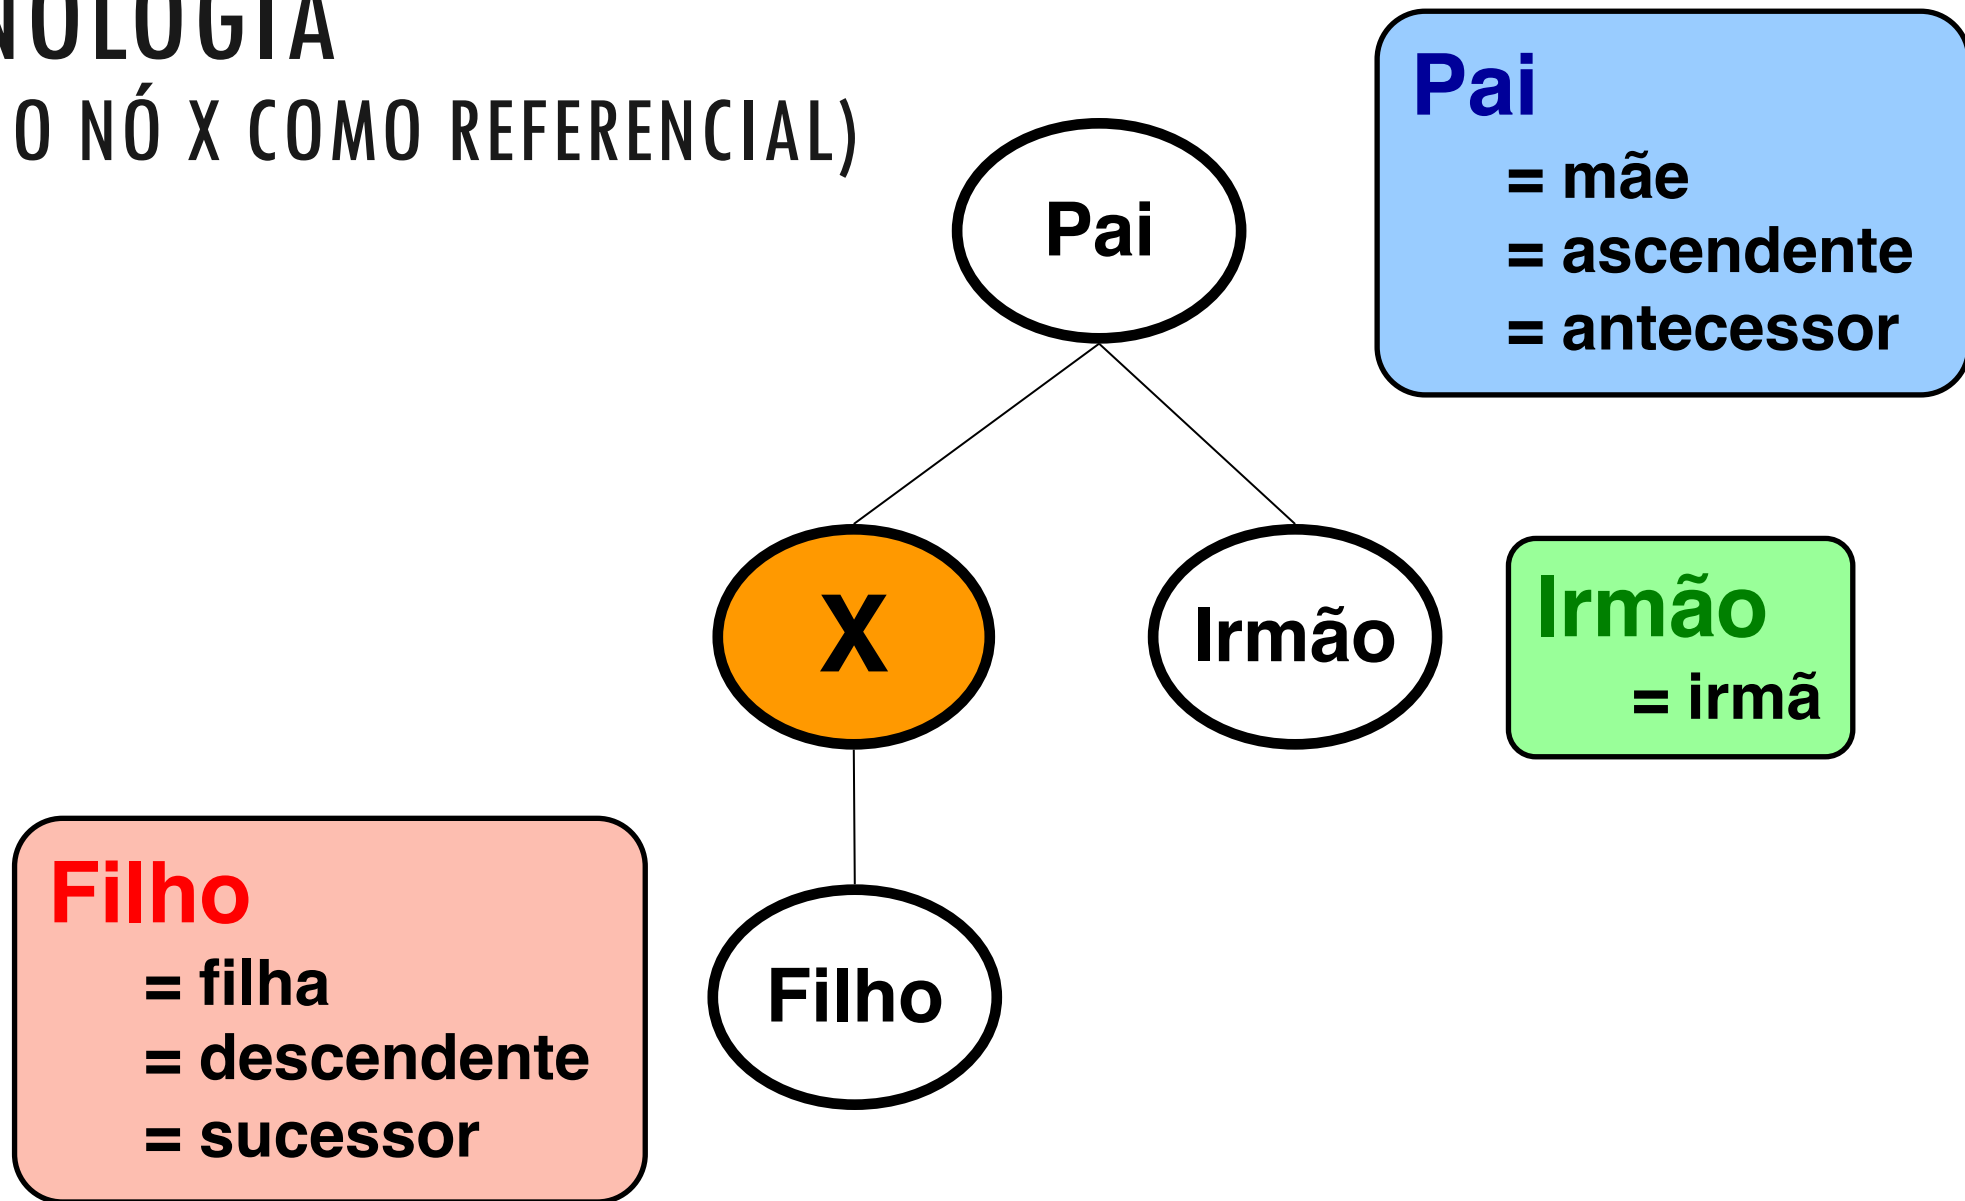 NOLOGIA
O NÓ X COMO REFERENCIAL)
Pai
Pai
= mãe
= ascendente
= antecessor
X
Irmão
Irmão
= irmã
Filho
= filha
= descendente
= sucessor
Filho